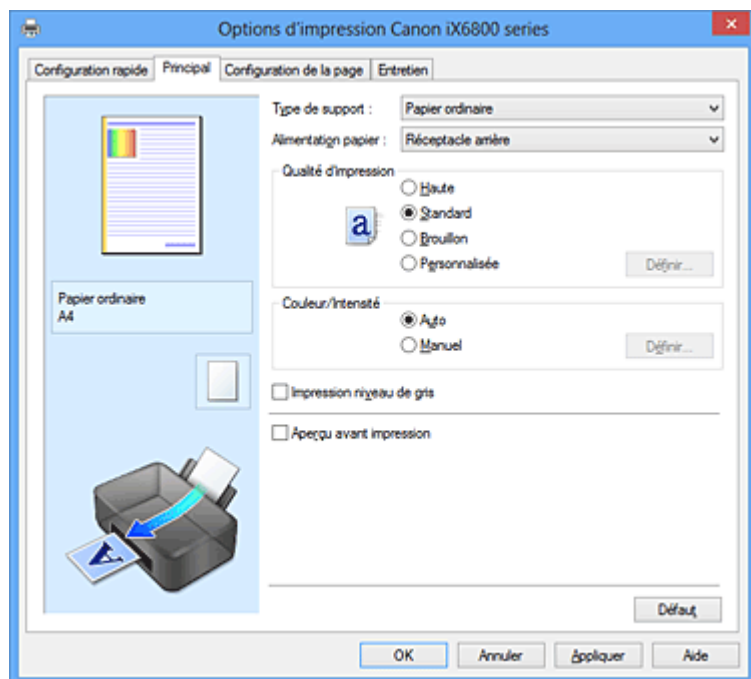 Options d'impression Canon iX6800 series
Configuration rapide Principal Configuration de la page Entretien
Type de support : Papier ordinaire
Alimentation papier : Réceptacle arrière
Qualité d'impression
Haute
a Standard
Brouillon
Personnalisée Définir...
Papier ordinaire
A4
Couleur/Intensité
Auto
Manuel Définir...
Impression niveau de gris
Aperçu avant impression
A
Défaut
OK Annuler Appliquer Aide